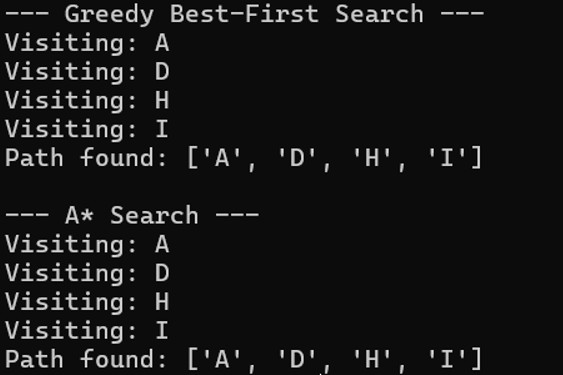 --- Greedy Best-First Search ---
Visiting: A
Visiting: D
Visiting: H
Visiting: I
Path found: ['A', 'D', 'H', 'I']

--- A* Search ---
Visiting: A
Visiting: D
Visiting: H
Visiting: I
Path found: ['A', 'D', 'H', 'I']